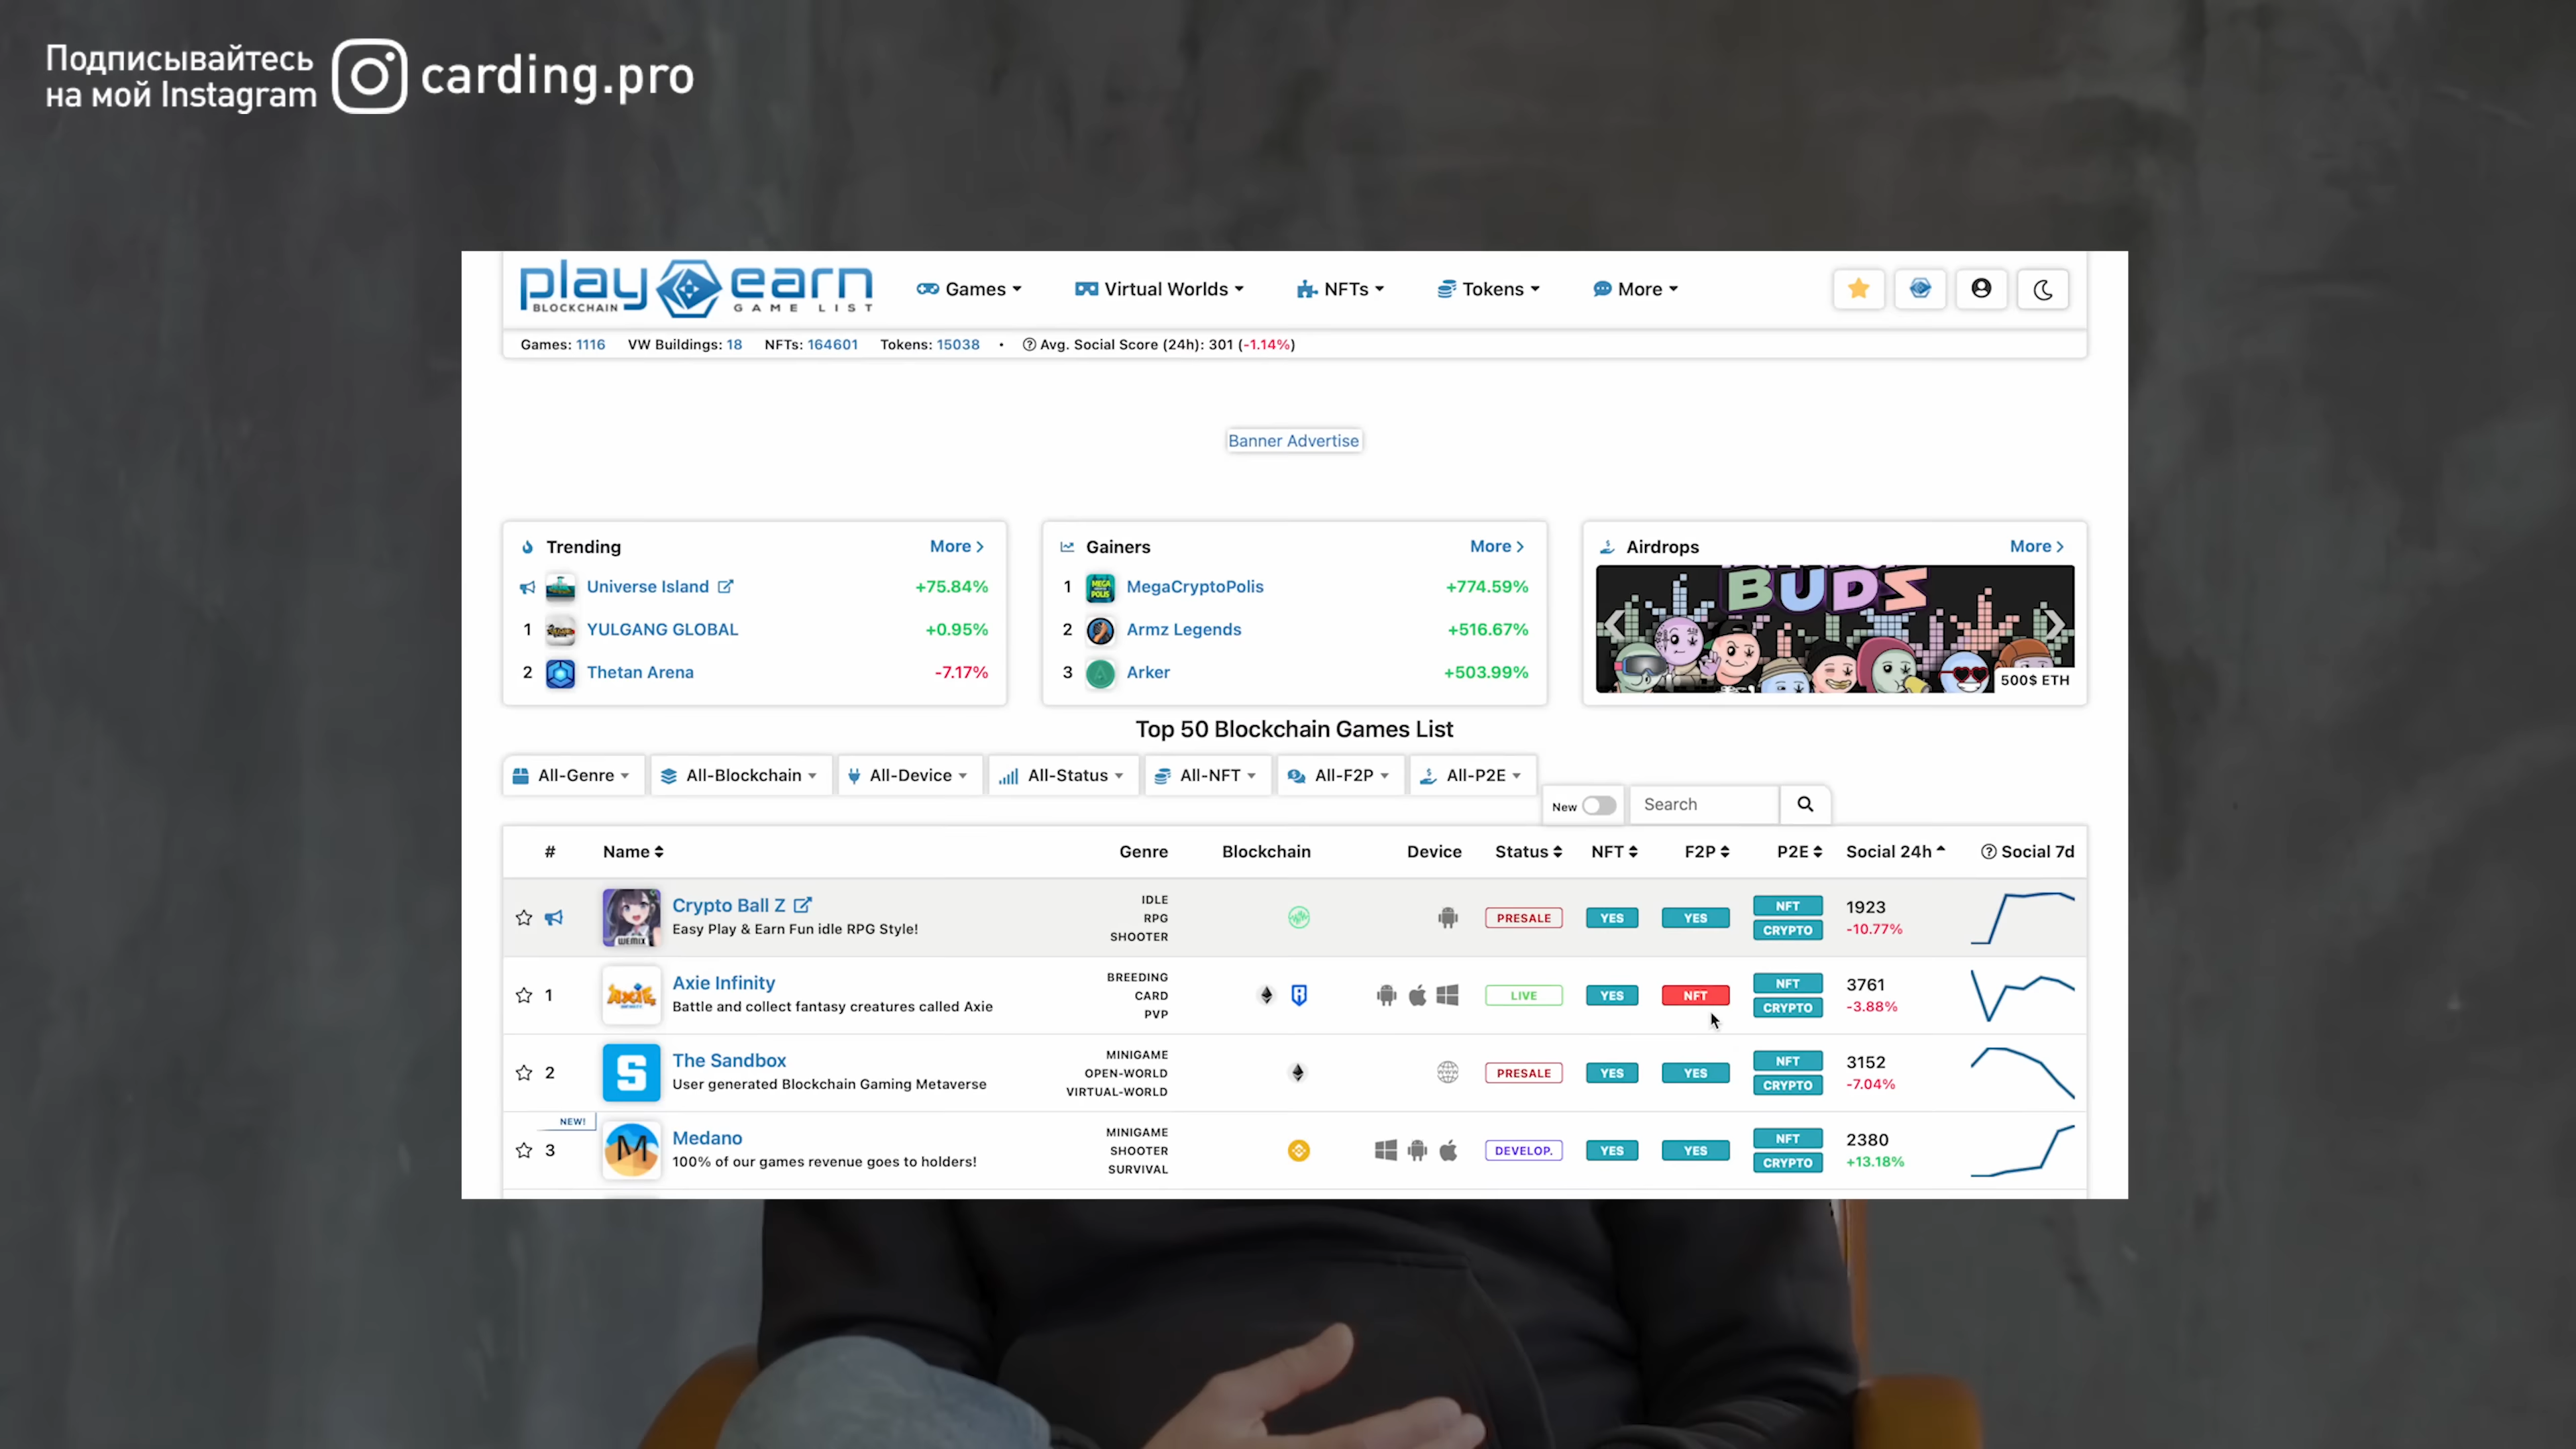 Подписывайтесь
на мой Instagram
carding.pro
play earn
BLOCKCHAIN GAME LIST
Games Virtual Worlds NFTs Tokens More
Games: 1116 VW Buildings: 18 NFTs: 164601 Tokens: 15038 • Avg. Social Score (24h): 301 (-1.14%)
Banner Advertise
Trending More
Universe Island +75.84%
1 YULGANG GLOBAL +0.95%
2 Thetan Arena -7.17%
Gainers More
1 MegaCryptoPolis +774.59%
2 Armz Legends +516.67%
3 Arker +503.99%
Airdrops More
BUDS
500$ ETH
Top 50 Blockchain Games List
All-Genre All-Blockchain All-Device All-Status All-NFT All-F2P All-P2E
New Search
# Name Genre Blockchain Device Status NFT F2P P2E Social 24h Social 7d
WEMIX
Crypto Ball Z
Easy Play & Earn Fun idle RPG Style!
IDLE
RPG
SHOOTER
PRESALE YES YES
NFT
CRYPTO
1923
-10.77%
1
AXIE
Axie Infinity
Battle and collect fantasy creatures called Axie
BREEDING
CARD
PVP
LIVE YES NFT
NFT
CRYPTO
3761
-3.88%
2
S
The Sandbox
User generated Blockchain Gaming Metaverse
MINIGAME
OPEN-WORLD
VIRTUAL-WORLD
PRESALE YES YES
NFT
CRYPTO
3152
-7.04%
NEW!
3
M
Medano
100% of our games revenue goes to holders!
MINIGAME
SHOOTER
SURVIVAL
DEVELOP. YES YES
NFT
CRYPTO
2380
+13.18%